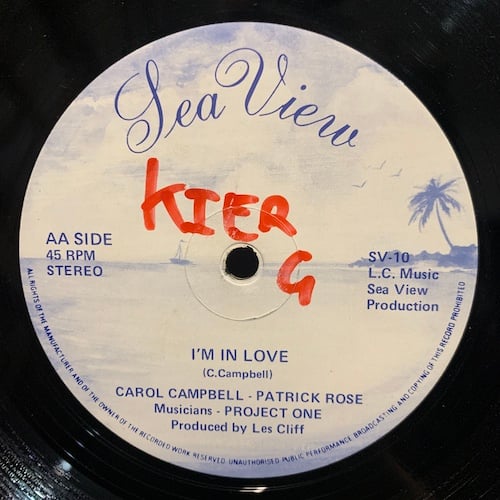 Sea View
KIER
G
AA SIDE
45 RPM
STEREO
SV-10
L.C. Music
Sea View
Production
I'M IN LOVE
(C.Campbell)
CAROL CAMPBELL - PATRICK ROSE
Musicians - PROJECT ONE
Produced by Les Cliff
ALL RIGHTS OF THE MANUFACTURER AND OF THE OWNER OF THE RECORDED WORK RESERVED. UNAUTHORISED PUBLIC PERFORMANCE BROADCASTING AND COPYING OF THIS RECORD PROHIBITED